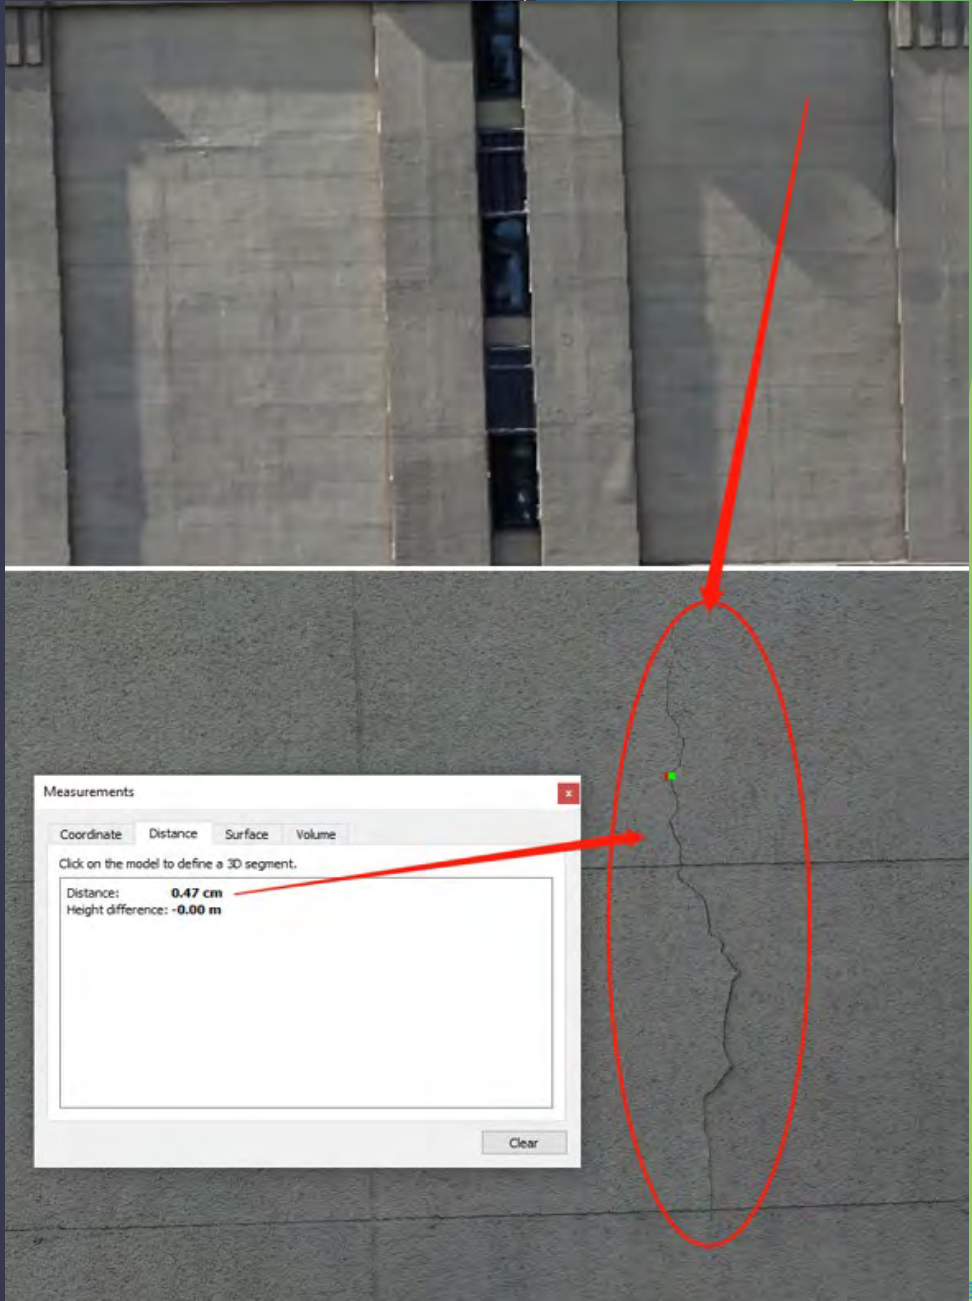 Measurements
x
Coordinate Distance Surface Volume
Click on the model to define a 3D segment.
Distance: 0.47 cm
Height difference: -0.00 m
Clear